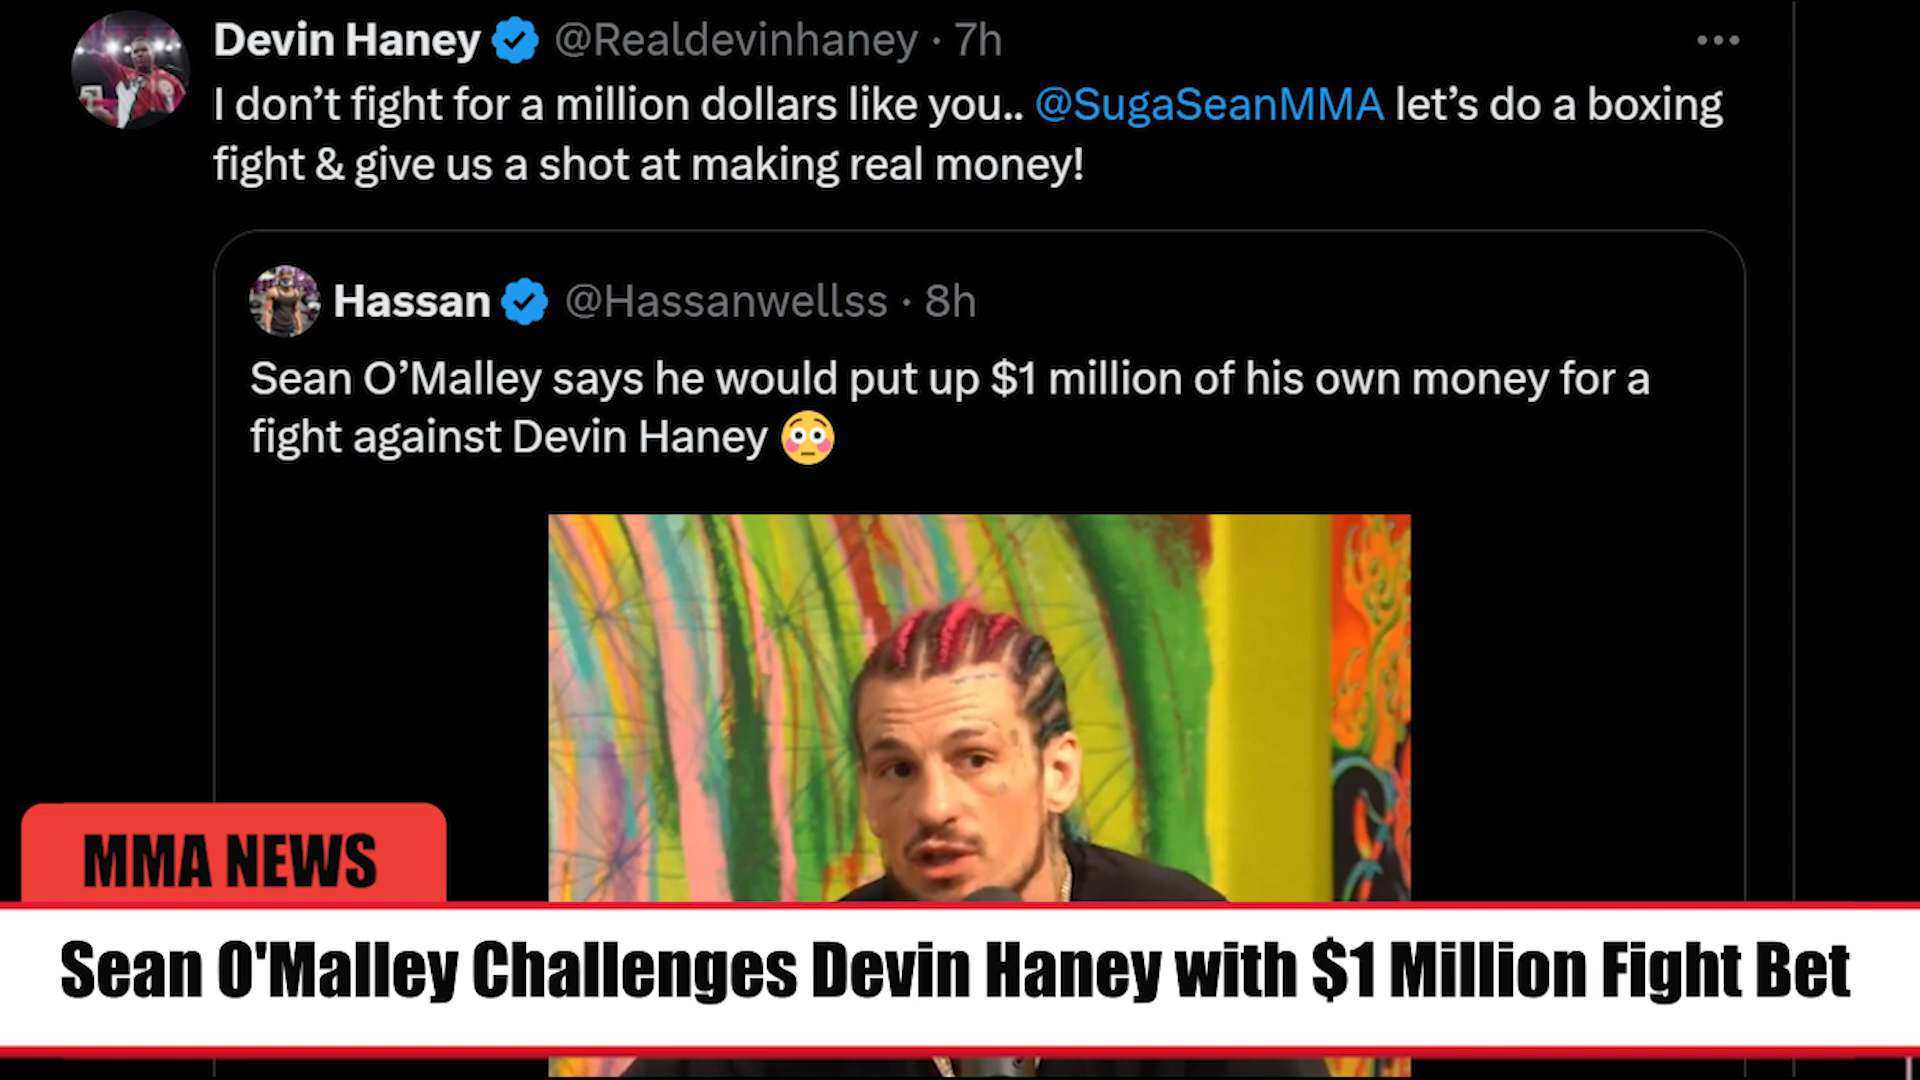 Devin Haney @Realdevinhaney · 7h
I don’t fight for a million dollars like you.. @SugaSeanMMA let’s do a boxing
fight & give us a shot at making real money!
Hassan @Hassanwellss · 8h
Sean O’Malley says he would put up $1 million of his own money for a
fight against Devin Haney 😳
MMA NEWS
Sean O'Malley Challenges Devin Haney with $1 Million Fight Bet